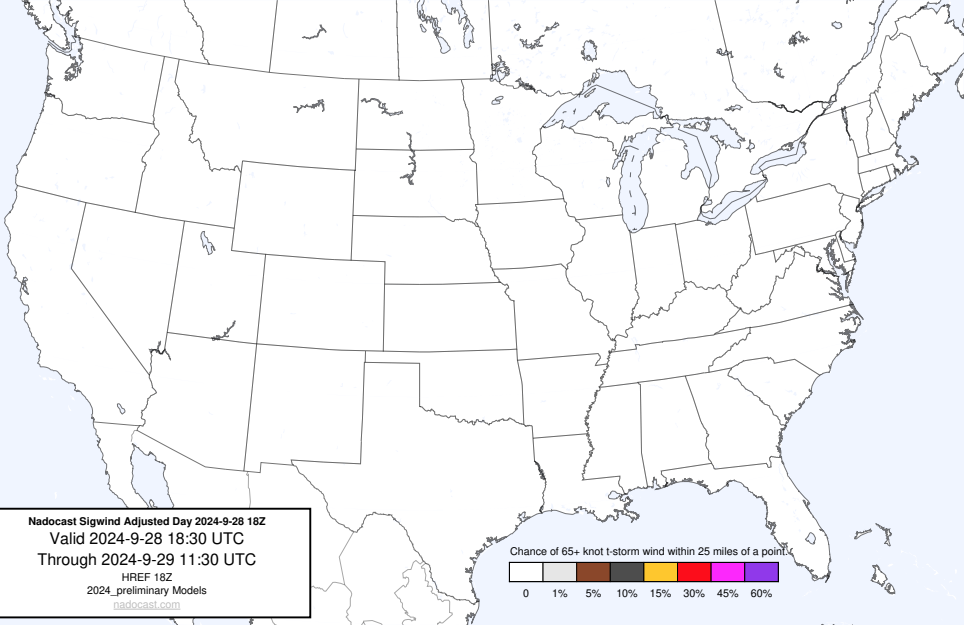 Nadocast Sigwind Adjusted Day 2024-9-28 18Z
Valid 2024-9-28 18:30 UTC
Through 2024-9-29 11:30 UTC
HREF 18Z
2024_preliminary Models
nadocast.com
Chance of 65+ knot t-storm wind within 25 miles of a point.
0 1% 5% 10% 15% 30% 45% 60%